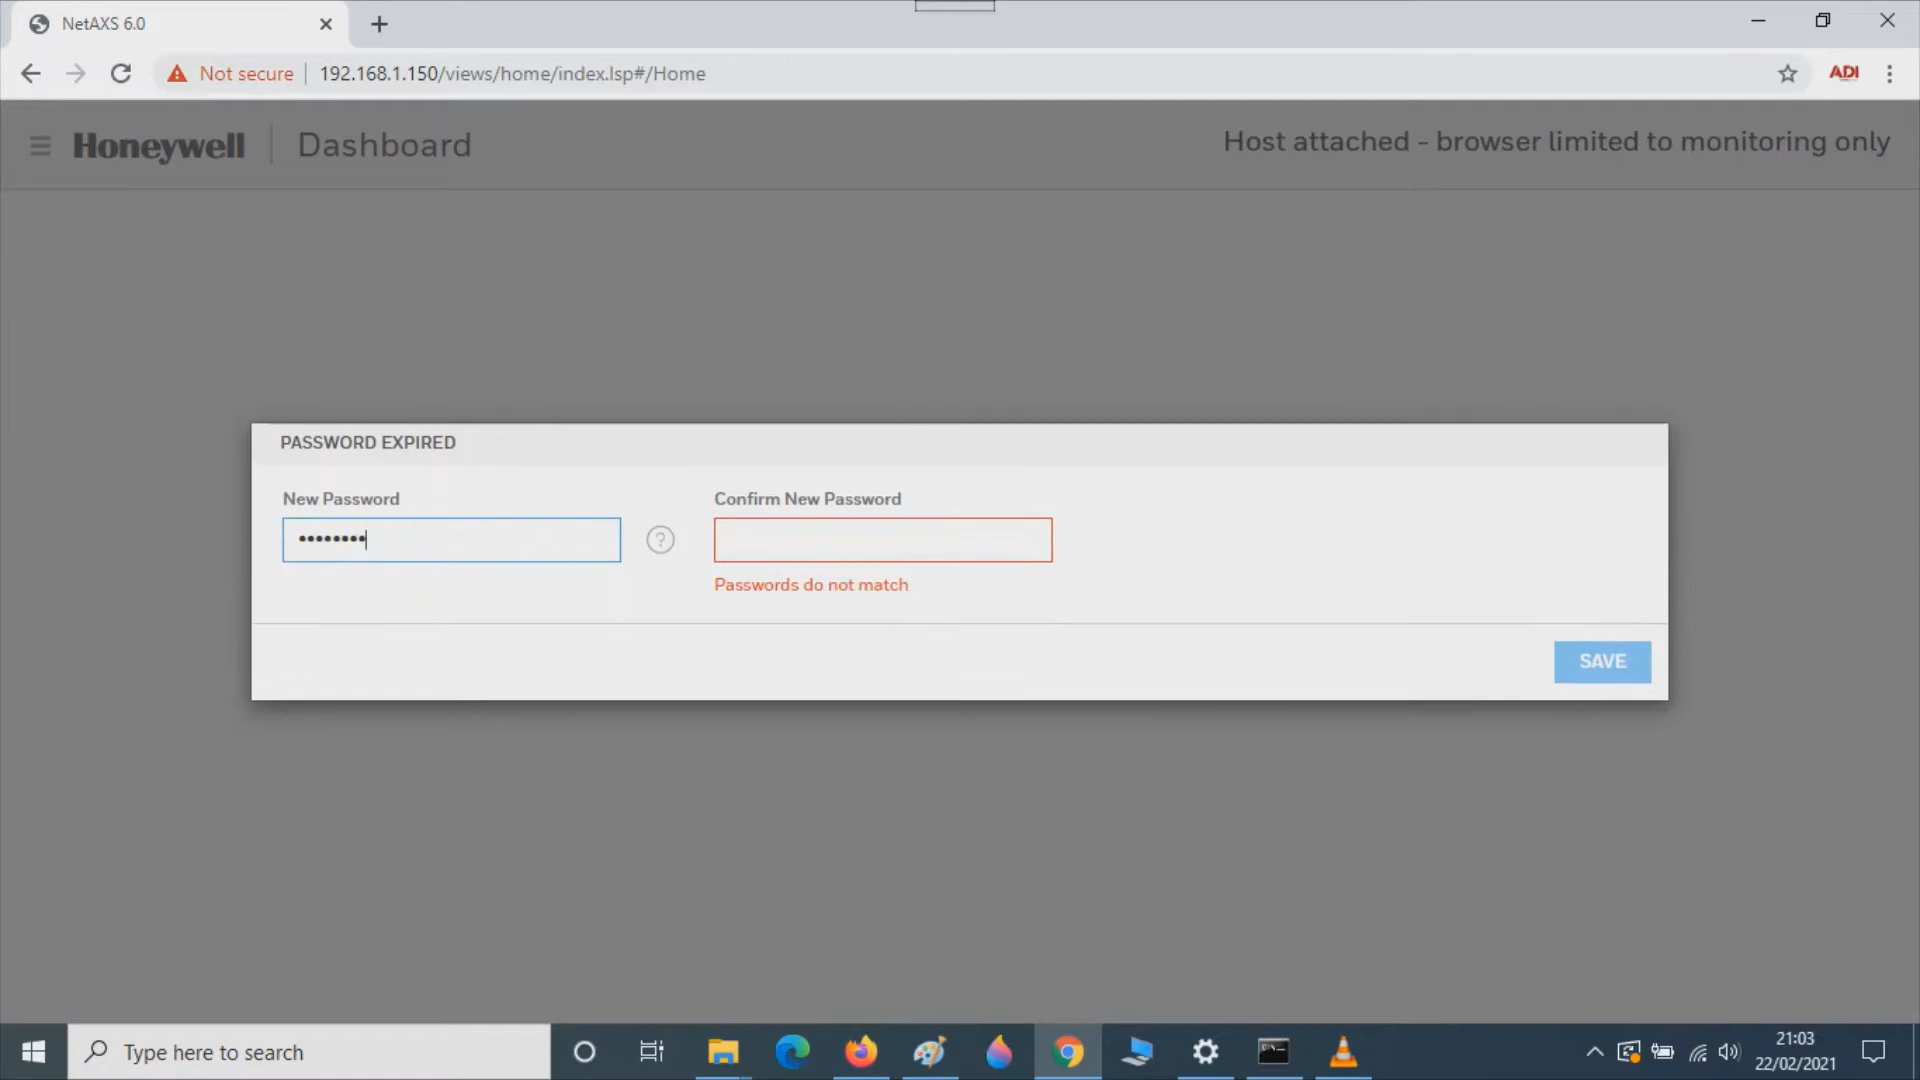 NetAXS 6.0
Not secure
192.168.1.150/views/home/index.lsp#/Home
ADI
Honeywell
Dashboard
Host attached - browser limited to monitoring only
PASSWORD EXPIRED
New Password
Confirm New Password
••••••••
?
Passwords do not match
SAVE
Type here to search
21:03
22/02/2021